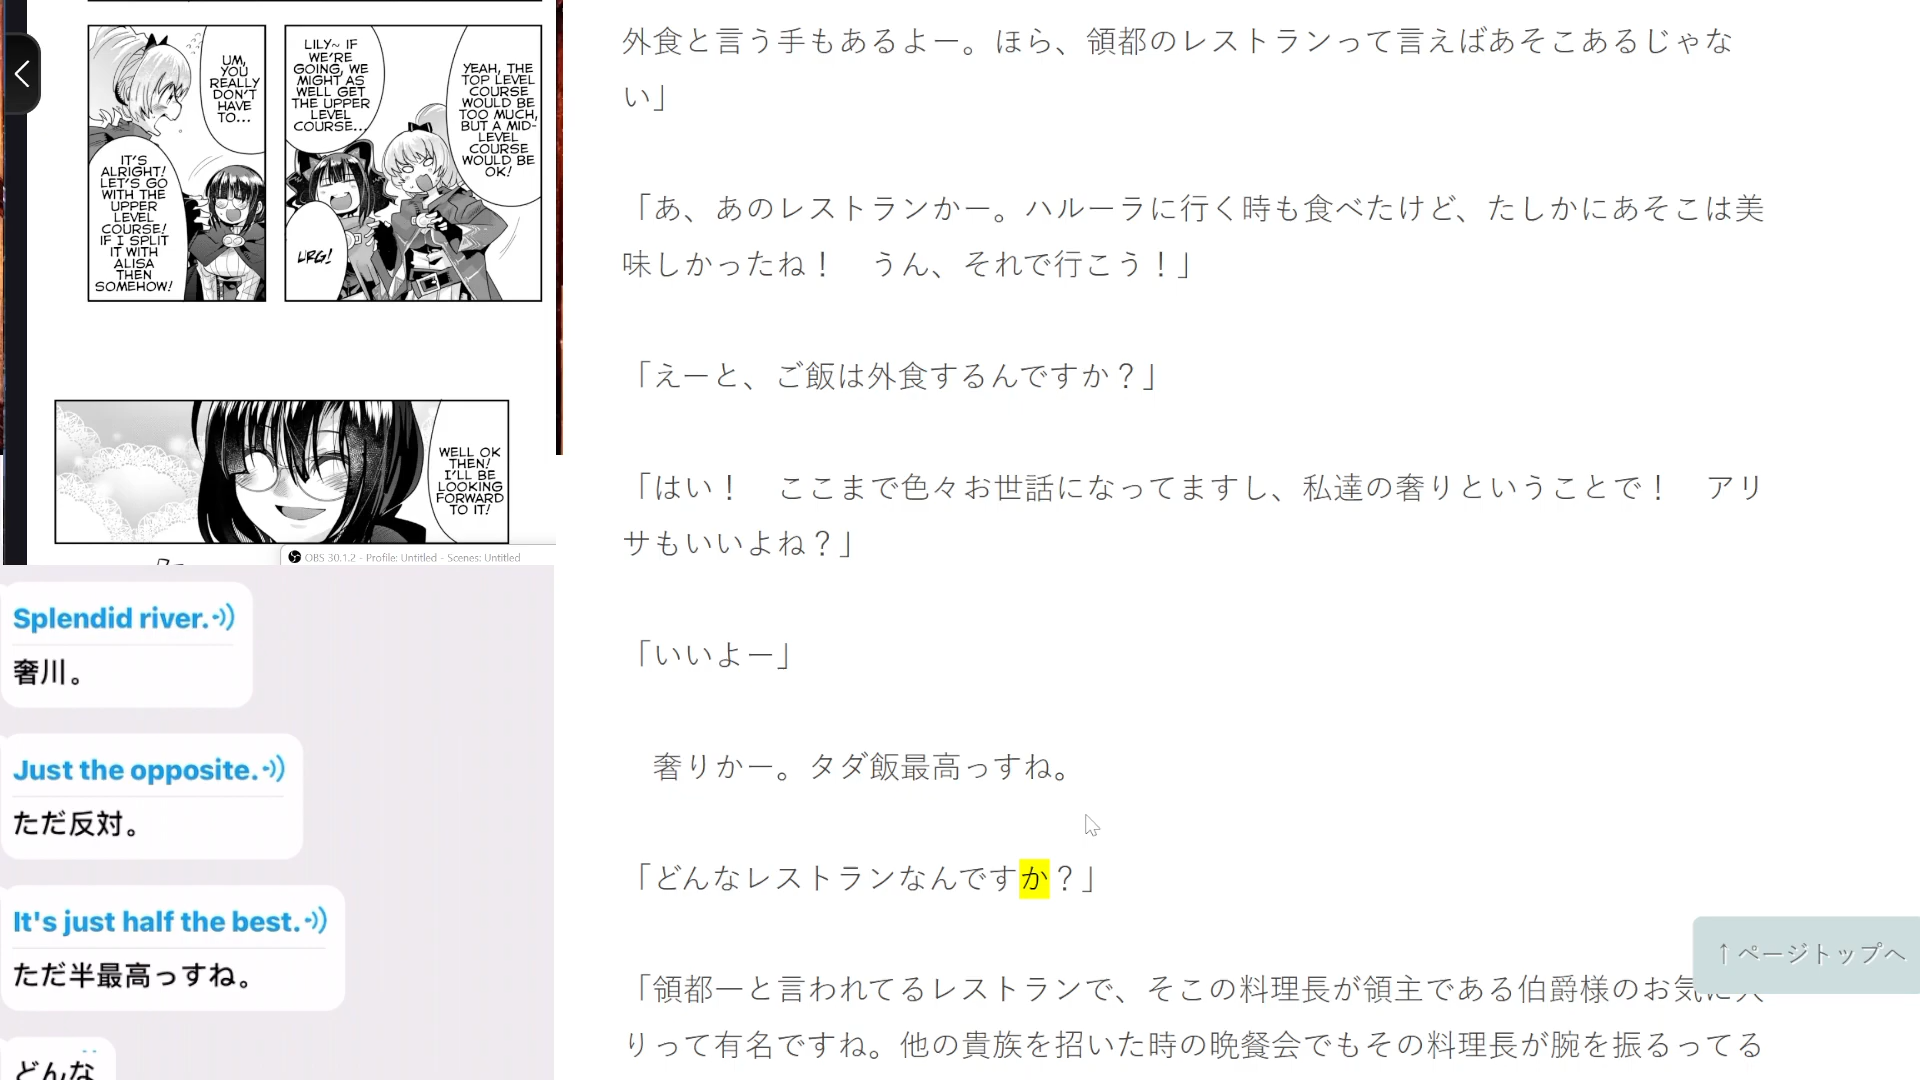 UM,
YOU
REALLY
DON'T
HAVE
TO...
IT'S
ALRIGHT!
LET'S GO
WITH THE
UPPER
LEVEL
COURSE!
IF I SPLIT
IT WITH
ALISA
THEN
SOMEHOW!
LILY~ IF
WE'RE
GOING, WE
MIGHT AS
WELL GET
THE UPPER
LEVEL
COURSE...
YEAH, THE
TOP LEVEL
COURSE
WOULD BE
TOO MUCH,
BUT A MID-
LEVEL
COURSE
WOULD BE
OK!
URG!
WELL OK
THEN!
I'LL BE
LOOKING
FORWARD
TO IT!
OBS 30.1.2 - Profile: Untitled - Scenes: Untitled
Splendid river.
奢川。
Just the opposite.
ただ反対。
It's just half the best.
ただ半最高っすね。
どんな
外食と言う手もあるよー。ほら、領都のレストランって言えばあそこあるじゃな
い」
「あ、あのレストランかー。ハルーラに行く時も食べたけど、たしかにあそこは美
味しかったね！　うん、それで行こう！」
「えーと、ご飯は外食するんですか？」
「はい！　ここまで色々お世話になってますし、私達の奢りということで！　アリ
サもいいよね？」
「いいよー」
奢りかー。タダ飯最高っすね。
「どんなレストランなんですか？」
「領都一と言われてるレストランで、そこの料理長が領主である伯爵様のお気に入
りって有名ですね。他の貴族を招いた時の晩餐会でもその料理長が腕を振るってる
↑ページトップへ